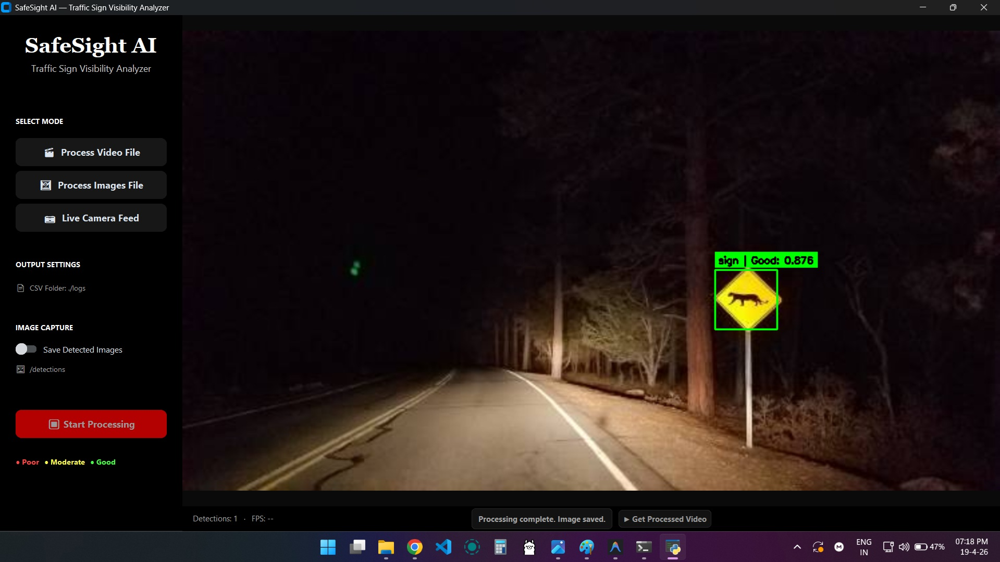 SafeSight AI — Traffic Sign Visibility Analyzer
SafeSight AI
Traffic Sign Visibility Analyzer
SELECT MODE
Process Video File
Process Images File
Live Camera Feed
OUTPUT SETTINGS
CSV Folder: ./logs
IMAGE CAPTURE
Save Detected Images
/detections
Start Processing
● Poor ● Moderate ● Good
sign | Good: 0.876
Detections: 1 · FPS: --
Processing complete. Image saved.
▶ Get Processed Video
M
ENG
IN
47%
07:18 PM
19-4-26